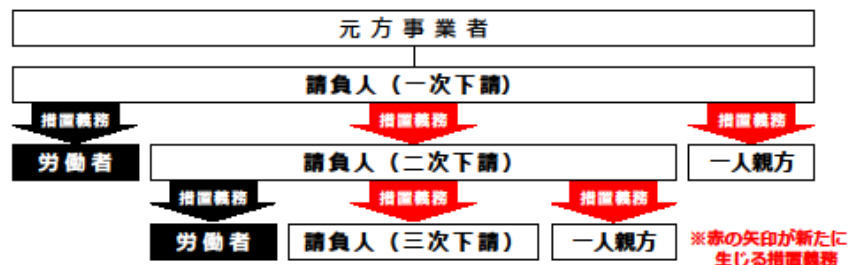 元方事業者
請負人（一次下請）
措置義務 措置義務 措置義務
労働者 請負人（二次下請） 一人親方
措置義務 措置義務 措置義務
労働者 請負人（三次下請） 一人親方
※赤の矢印が新たに
生じる措置義務